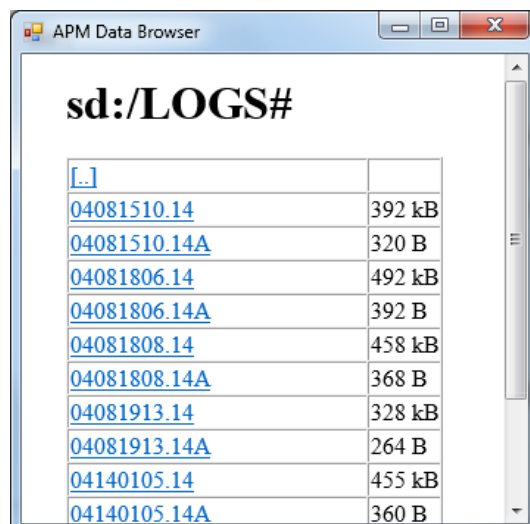 APM Data Browser
sd:/LOGS#
[..]
04081510.14 392 kB
04081510.14A 320 B
04081806.14 492 kB
04081806.14A 392 B
04081808.14 458 kB
04081808.14A 368 B
04081913.14 328 kB
04081913.14A 264 B
04140105.14 455 kB
04140105.14A 360 B